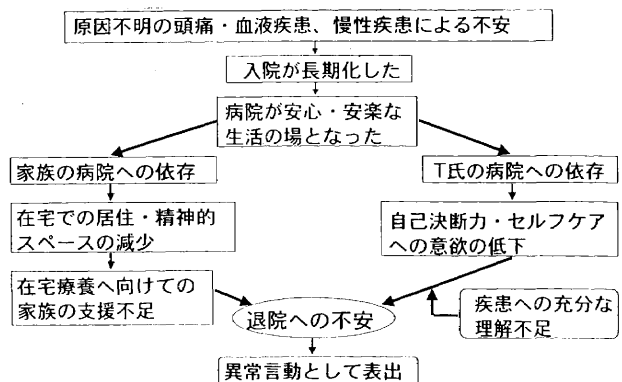 原因不明の頭痛・血液疾患、慢性疾患による不安
入院が長期化した
病院が安心・安楽な
生活の場となった
家族の病院への依存
T氏の病院への依存
在宅での居住・精神的
スペースの減少
自己決断力・セルフケア
への意欲の低下
在宅療養へ向けての
家族の支援不足
退院への不安
疾患への充分な
理解不足
異常言動として表出